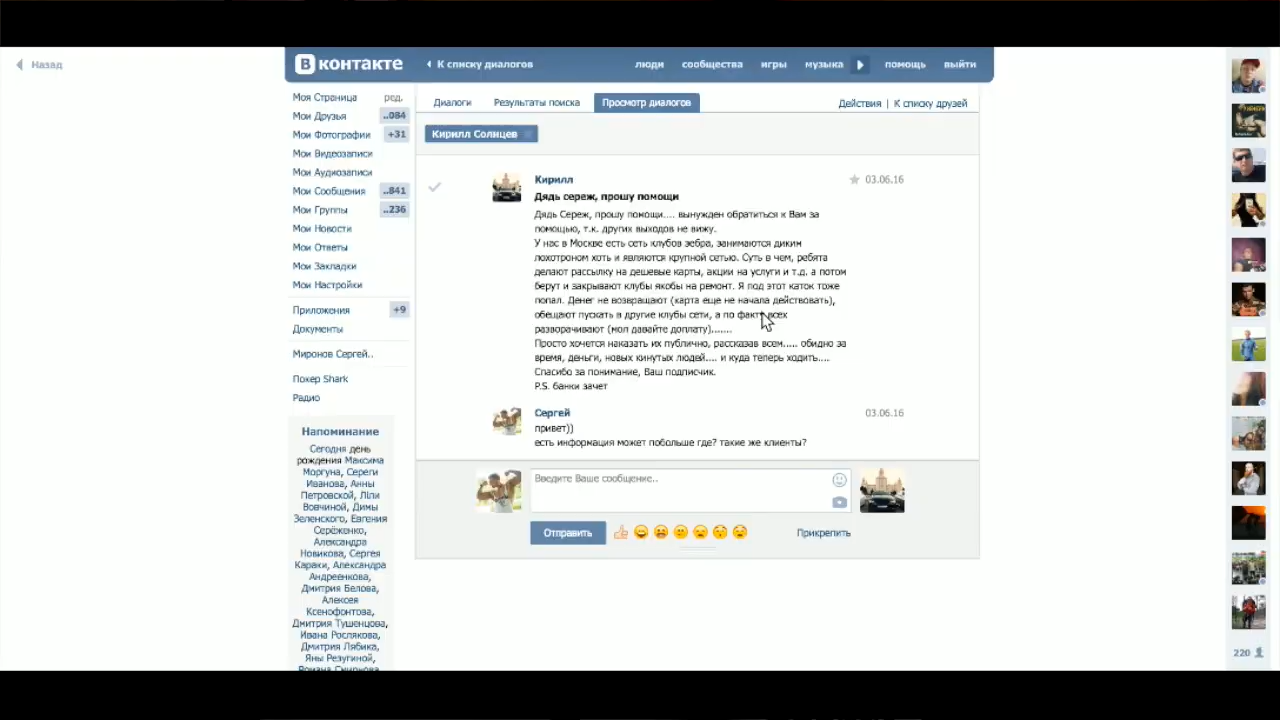 Назад
В контакте
К списку диалогов
люди
сообщества
игры
музыка
помощь
выйти
Моя Страница
ред.
Мои Друзья
..084
Мои Фотографии
+31
Мои Видеозаписи
Мои Аудиозаписи
Мои Сообщения
..841
Мои Группы
..236
Мои Новости
Мои Ответы
Мои Закладки
Мои Настройки
Приложения
+9
Документы
Миронов Сергей..
Покер Shark
Радио
Напоминание
Сегодня день
рождения Максима
Моргуна, Сереги
Иванова, Анны
Петровской, Ліли
Вовчиной, Димы
Зеленского, Евгения
Серёженко,
Александра
Новикова, Сергея
Караки, Александра
Андреенкова,
Дмитрия Белова,
Алексея
Ксенофонтова,
Дмитрия Тушенцова,
Ивана Рослякова,
Дмитрия Лябика,
Яны Резугиной,
Романа Смирнова
Диалоги
Результаты поиска
Просмотр диалогов
Действия | К списку друзей
Кирилл Солнцев
Кирилл
03.06.16
Дядь сереж, прошу помощи
Дядь Сереж, прошу помощи.... вынужден обратиться к Вам за
помощью, т.к. других выходов не вижу.
У нас в Москве есть сеть клубов зебра, занимаются диким
лохотроном хоть и являются крупной сетью. Суть в чем, ребята
делают рассылку на дешевые карты, акции на услуги и т.д. а потом
берут и закрывают клубы якобы на ремонт. Я под этот каток тоже
попал. Денег не возвращают (карта еще не начала действовать),
обещают пускать в другие клубы сети, а по факту всех
разворачивают (мол давайте доплату).......
Просто хочется наказать их публично, рассказав всем..... обидно за
время, деньги, новых кинутых людей.... и куда теперь ходить....
Спасибо за понимание, Ваш подписчик.
P.S. банки зачет
Сергей
03.06.16
привет))
есть информация может побольше где? такие же клиенты?
Введите Ваше сообщение..
Отправить
Прикрепить
220